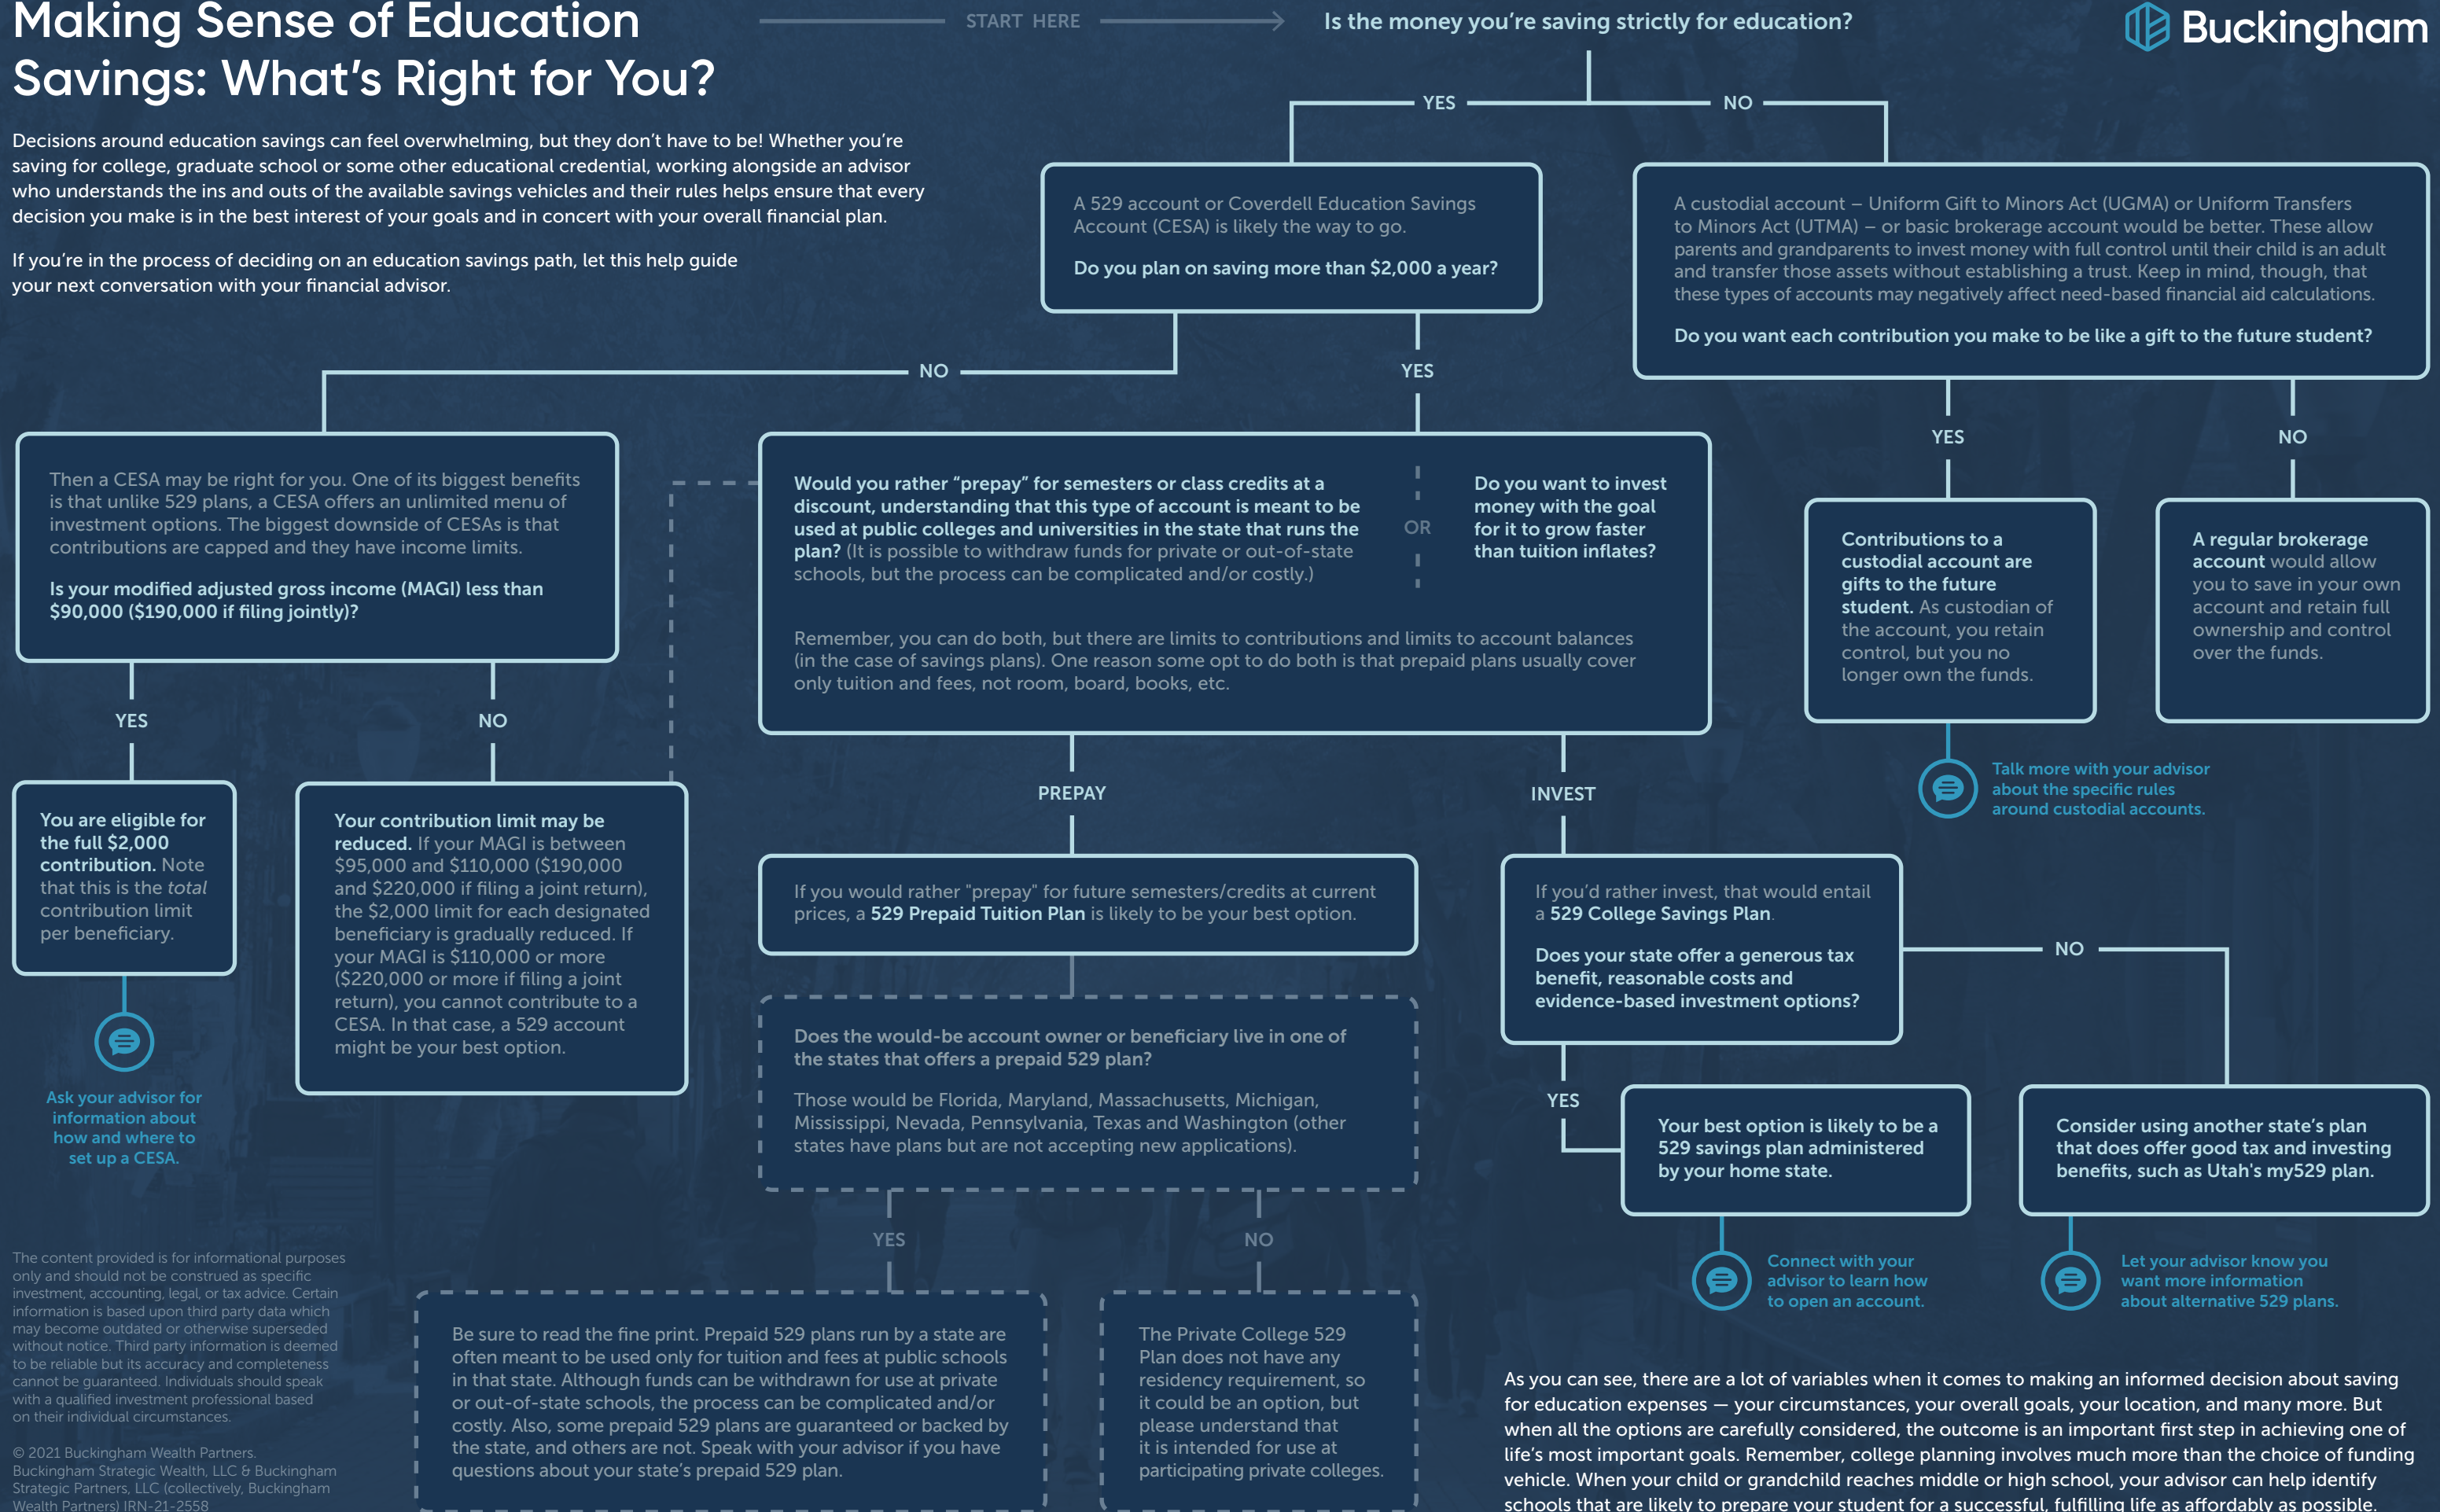 Making Sense of Education
Savings: What's Right for You?
Decisions around education savings can feel overwhelming, but they don't have to be! Whether you're
saving for college, graduate school or some other educational credential, working alongside an advisor
who understands the ins and outs of the available savings vehicles and their rules helps ensure that every
decision you make is in the best interest of your goals and in concert with your overall financial plan.
If you're in the process of deciding on an education savings path, let this help guide
your next conversation with your financial advisor.
START HERE
Is the money you're saving strictly for education?
Buckingham
YES
NO
A 529 account or Coverdell Education Savings
Account (CESA) is likely the way to go.
Do you plan on saving more than $2,000 a year?
A custodial account – Uniform Gift to Minors Act (UGMA) or Uniform Transfers
to Minors Act (UTMA) – or basic brokerage account would be better. These allow
parents and grandparents to invest money with full control until their child is an adult
and transfer those assets without establishing a trust. Keep in mind, though, that
these types of accounts may negatively affect need-based financial aid calculations.
Do you want each contribution you make to be like a gift to the future student?
NO
YES
YES
NO
Then a CESA may be right for you. One of its biggest benefits
is that unlike 529 plans, a CESA offers an unlimited menu of
investment options. The biggest downside of CESAs is that
contributions are capped and they have income limits.
Is your modified adjusted gross income (MAGI) less than
$90,000 ($190,000 if filing jointly)?
Would you rather “prepay” for semesters or class credits at a
discount, understanding that this type of account is meant to be
used at public colleges and universities in the state that runs the
plan? (It is possible to withdraw funds for private or out-of-state
schools, but the process can be complicated and/or costly.)
OR
Do you want to invest
money with the goal
for it to grow faster
than tuition inflates?
Remember, you can do both, but there are limits to contributions and limits to account balances
(in the case of savings plans). One reason some opt to do both is that prepaid plans usually cover
only tuition and fees, not room, board, books, etc.
Contributions to a
custodial account are
gifts to the future
student. As custodian of
the account, you retain
control, but you no
longer own the funds.
A regular brokerage
account would allow
you to save in your own
account and retain full
ownership and control
over the funds.
Talk more with your advisor
about the specific rules
around custodial accounts.
YES
NO
PREPAY
INVEST
You are eligible for
the full $2,000
contribution. Note
that this is the total
contribution limit
per beneficiary.
Ask your advisor for
information about
how and where to
set up a CESA.
Your contribution limit may be
reduced. If your MAGI is between
$95,000 and $110,000 ($190,000
and $220,000 if filing a joint return),
the $2,000 limit for each designated
beneficiary is gradually reduced. If
your MAGI is $110,000 or more
($220,000 or more if filing a joint
return), you cannot contribute to a
CESA. In that case, a 529 account
might be your best option.
If you would rather "prepay" for future semesters/credits at current
prices, a 529 Prepaid Tuition Plan is likely to be your best option.
If you'd rather invest, that would entail
a 529 College Savings Plan.
Does your state offer a generous tax
benefit, reasonable costs and
evidence-based investment options?
NO
YES
Does the would-be account owner or beneficiary live in one of
the states that offers a prepaid 529 plan?
Those would be Florida, Maryland, Massachusetts, Michigan,
Mississippi, Nevada, Pennsylvania, Texas and Washington (other
states have plans but are not accepting new applications).
Your best option is likely to be a
529 savings plan administered
by your home state.
Consider using another state's plan
that does offer good tax and investing
benefits, such as Utah's my529 plan.
Connect with your
advisor to learn how
to open an account.
Let your advisor know you
want more information
about alternative 529 plans.
YES
NO
Be sure to read the fine print. Prepaid 529 plans run by a state are
often meant to be used only for tuition and fees at public schools
in that state. Although funds can be withdrawn for use at private
or out-of-state schools, the process can be complicated and/or
costly. Also, some prepaid 529 plans are guaranteed or backed by
the state, and others are not. Speak with your advisor if you have
questions about your state's prepaid 529 plan.
The Private College 529
Plan does not have any
residency requirement, so
it could be an option, but
please understand that
it is intended for use at
participating private colleges.
The content provided is for informational purposes
only and should not be construed as specific
investment, accounting, legal, or tax advice. Certain
information is based upon third party data which
may become outdated or otherwise superseded
without notice. Third party information is deemed
to be reliable but its accuracy and completeness
cannot be guaranteed. Individuals should speak
with a qualified investment professional based
on their individual circumstances.
© 2021 Buckingham Wealth Partners.
Buckingham Strategic Wealth, LLC & Buckingham
Strategic Partners, LLC (collectively, Buckingham
Wealth Partners) IRN-21-2558
As you can see, there are a lot of variables when it comes to making an informed decision about saving
for education expenses — your circumstances, your overall goals, your location, and many more. But
when all the options are carefully considered, the outcome is an important first step in achieving one of
life's most important goals. Remember, college planning involves much more than the choice of funding
vehicle. When your child or grandchild reaches middle or high school, your advisor can help identify
schools that are likely to prepare your student for a successful, fulfilling life as affordably as possible.